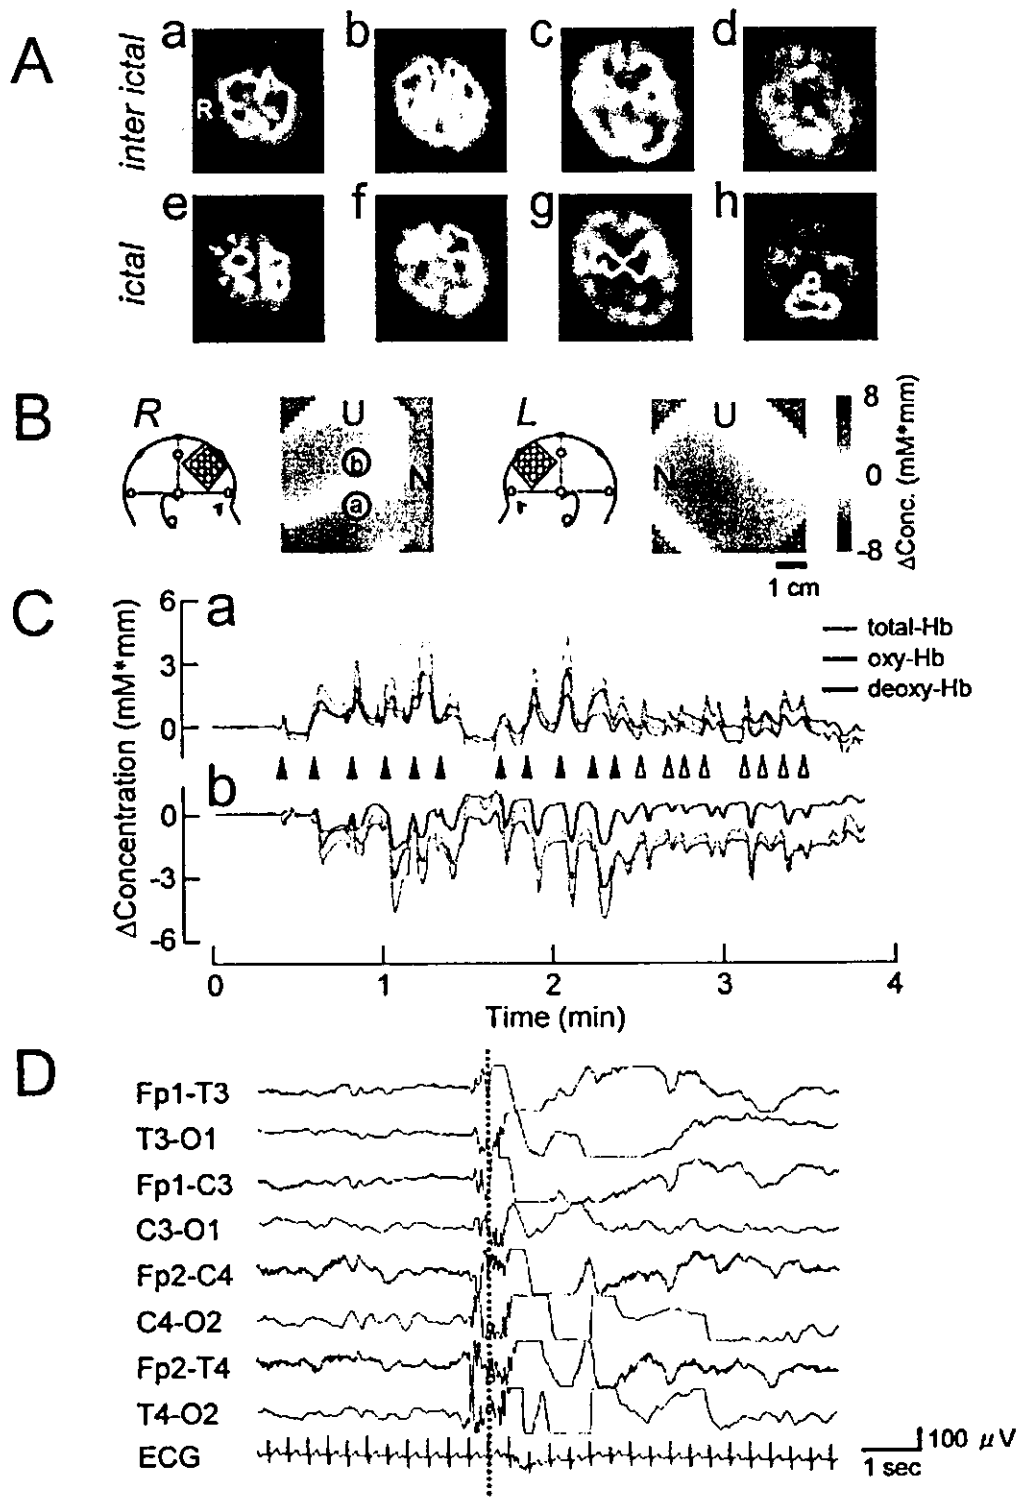 A
inter ictal
a
b
c
d
R
ictal
e
f
g
h
B
R
U
b
a
N
L
U
N
8
0
-8
ΔConc. (mM*mm)
1 cm
C
a
6
3
0
total-Hb
oxy-Hb
deoxy-Hb
b
0
-3
-6
ΔConcentration (mM*mm)
0 1 2 3 4
Time (min)
D
Fp1-T3
T3-O1
Fp1-C3
C3-O1
Fp2-C4
C4-O2
Fp2-T4
T4-O2
ECG
100 μV
1 sec